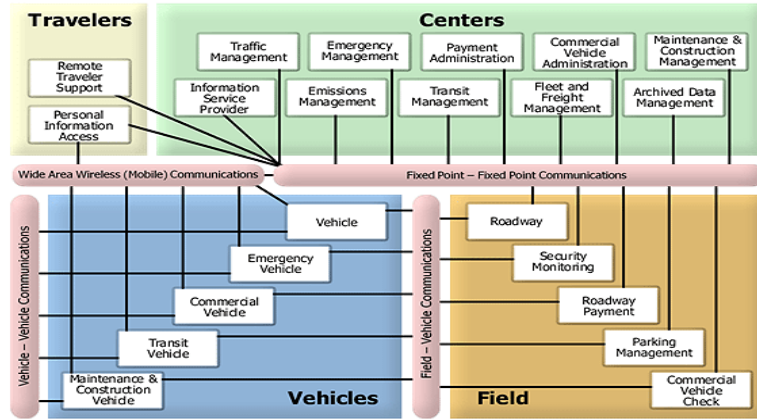 Travelers
Centers
Remote
Traveler
Support
Personal
Information
Access
Traffic
Management
Emergency
Management
Payment
Administration
Commercial
Vehicle
Administration
Maintenance &
Construction
Management
Information
Service
Provider
Emissions
Management
Transit
Management
Fleet and
Freight
Management
Archived Data
Management
Wide Area Wireless (Mobile) Communications
Fixed Point – Fixed Point Communications
Vehicle – Vehicle Communications
Vehicle
Emergency
Vehicle
Commercial
Vehicle
Transit
Vehicle
Maintenance &
Construction
Vehicle
Vehicles
Field – Vehicle Communications
Roadway
Security
Monitoring
Roadway
Payment
Parking
Management
Commercial
Vehicle
Check
Field